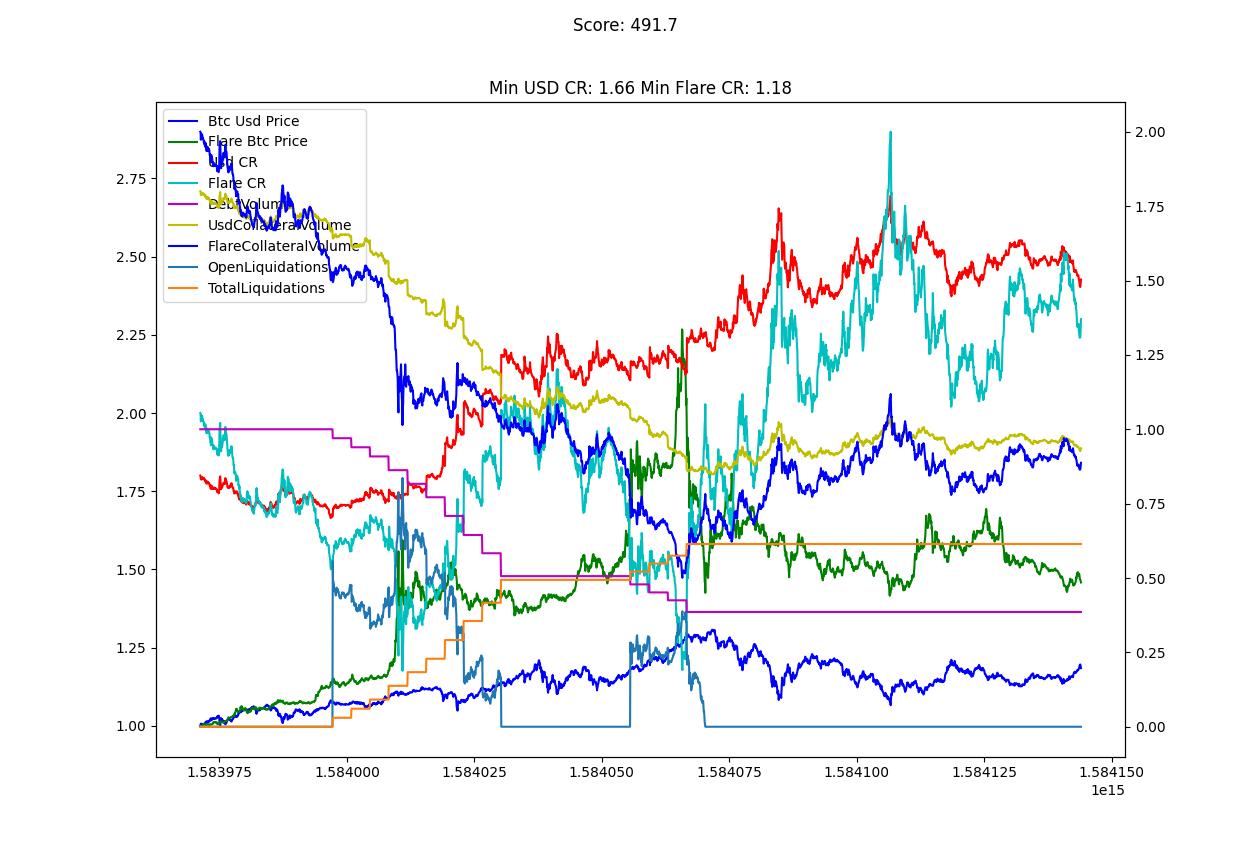 Score: 491.7
Min USD CR: 1.66 Min Flare CR: 1.18
Btc Usd Price
Flare Btc Price
Usd CR
Flare CR
DebtVolume
UsdCollateralVolume
FlareCollateralVolume
OpenLiquidations
TotalLiquidations
2.75
2.50
2.25
2.00
1.75
1.50
1.25
1.00
2.00
1.75
1.50
1.25
1.00
0.75
0.50
0.25
0.00
1.583975 1.584000 1.584025 1.584050 1.584075 1.584100 1.584125 1.584150
1e15